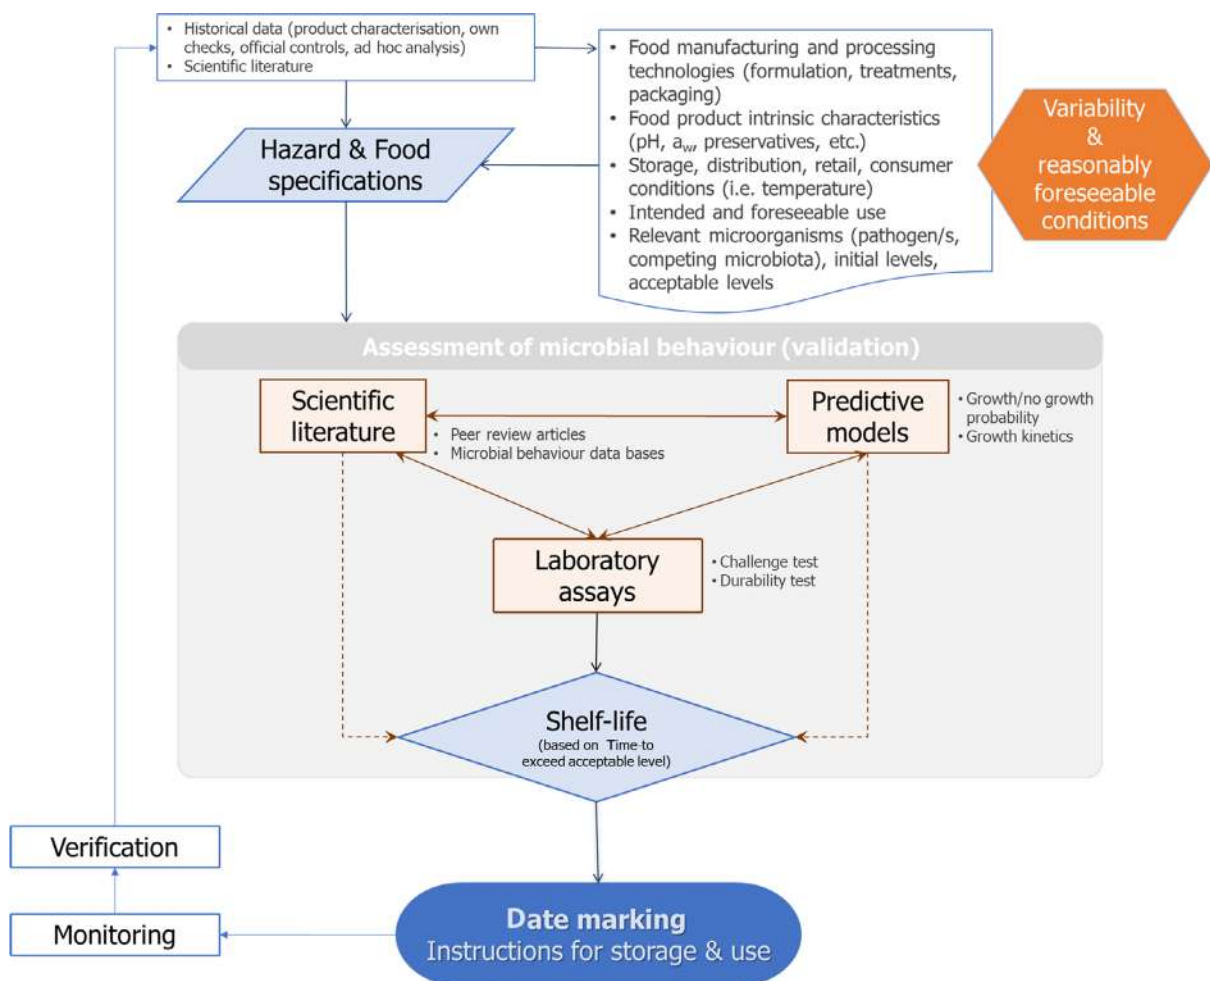 • Historical data (product characterisation, own
checks, official controls, ad hoc analysis)
• Scientific literature
• Food manufacturing and processing
technologies (formulation, treatments,
packaging)
• Food product intrinsic characteristics
(pH, aw, preservatives, etc.)
• Storage, distribution, retail, consumer
conditions (i.e. temperature)
• Intended and foreseeable use
• Relevant microorganisms (pathogen/s,
competing microbiota), initial levels,
acceptable levels
Variability
&
reasonably
foreseeable
conditions
Hazard & Food
specifications
Assessment of microbial behaviour (validation)
Scientific
literature
• Peer review articles
• Microbial behaviour data bases
Predictive
models
• Growth/no growth
probability
• Growth kinetics
Laboratory
assays
• Challenge test
• Durability test
Shelf-life
(based on Time-to
exceed acceptable level)
Verification
Monitoring
Date marking
Instructions for storage & use